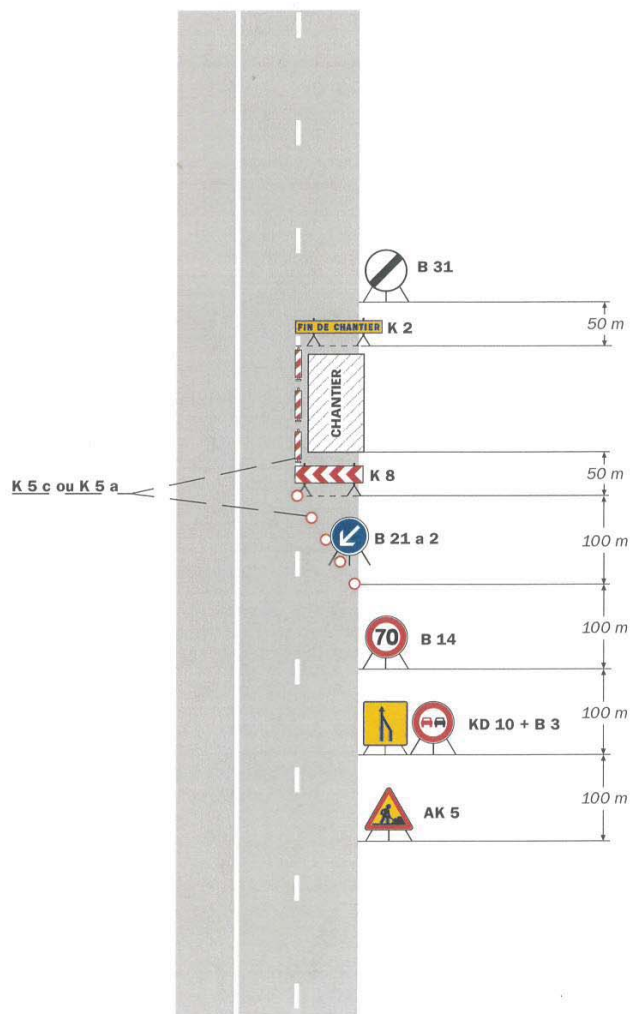 B 31
FIN DE CHANTIER
K 2
50 m
CHANTIER
K 8
50 m
K 5 c ou K 5 a
B 21 a 2
100 m
70
B 14
100 m
KD 10 + B 3
100 m
AK 5
100 m